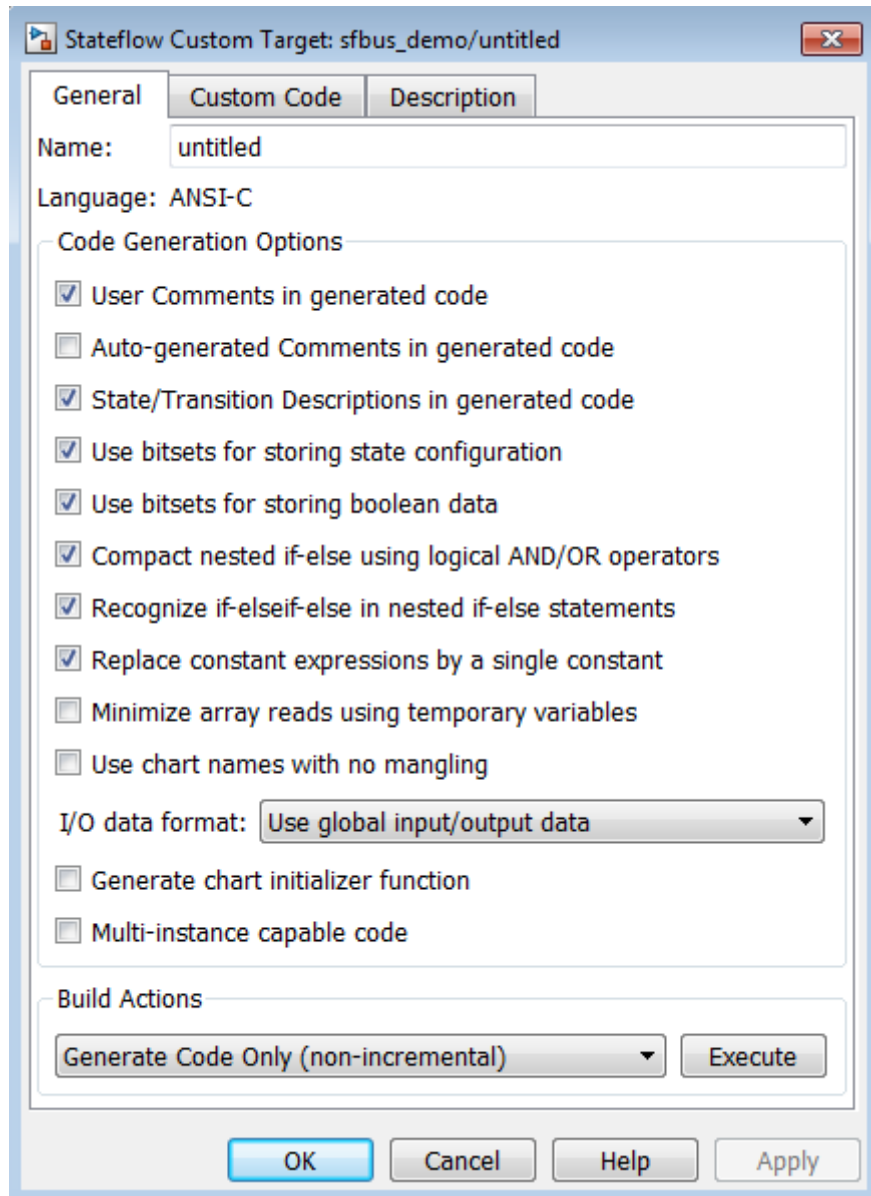 Stateflow Custom Target: sfbus_demo/untitled
General Custom Code Description
Name: untitled
Language: ANSI-C
Code Generation Options
User Comments in generated code
Auto-generated Comments in generated code
State/Transition Descriptions in generated code
Use bitsets for storing state configuration
Use bitsets for storing boolean data
Compact nested if-else using logical AND/OR operators
Recognize if-elseif-else in nested if-else statements
Replace constant expressions by a single constant
Minimize array reads using temporary variables
Use chart names with no mangling
I/O data format: Use global input/output data
Generate chart initializer function
Multi-instance capable code
Build Actions
Generate Code Only (non-incremental) Execute
OK Cancel Help Apply